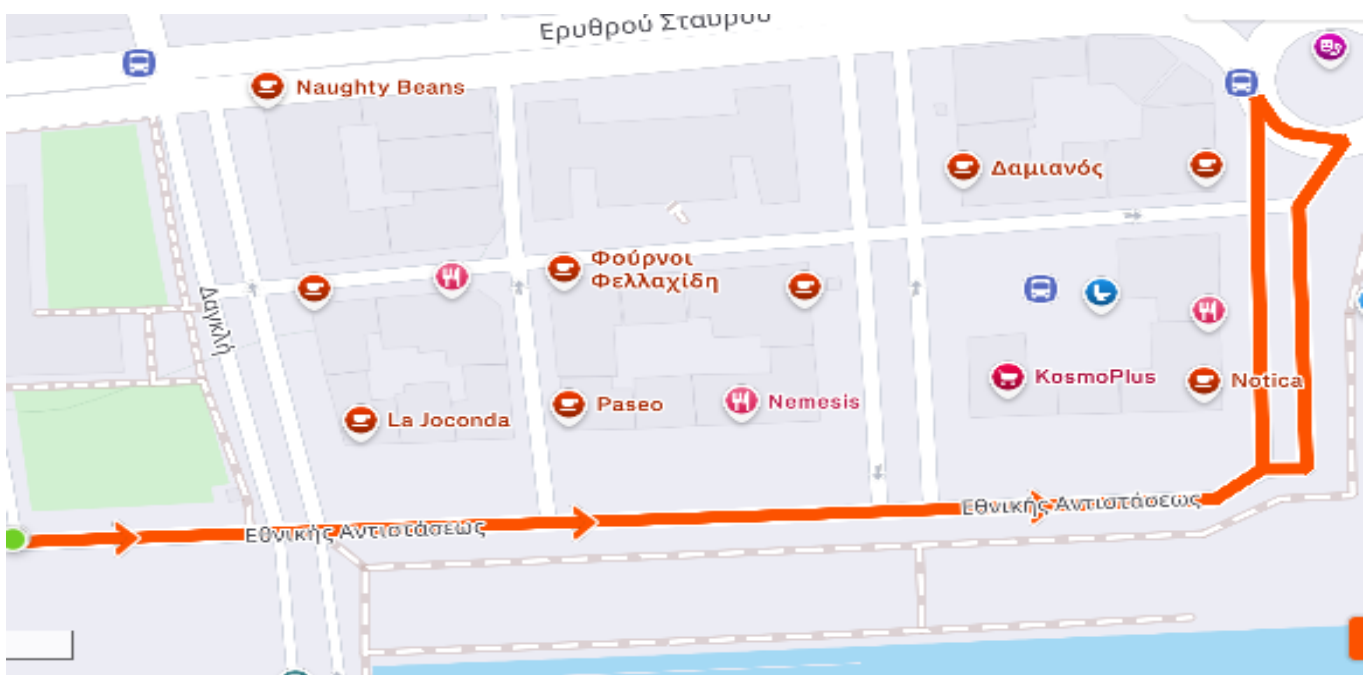 Ερυθρού Σταυρού
Naughty Beans
Δαμιανός
Φούρνοι
Φελλαχίδη
Δαγκλή
KosmoPlus
Notica
Paseo
Nemesis
La Joconda
Εθνικής Αντιστάσεως
Εθνικής Αντιστάσεως